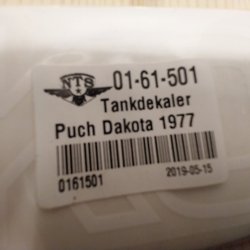 NTS
01-61-501
Tankdekaler
Puch Dakota 1977
0161501
2019-05-15